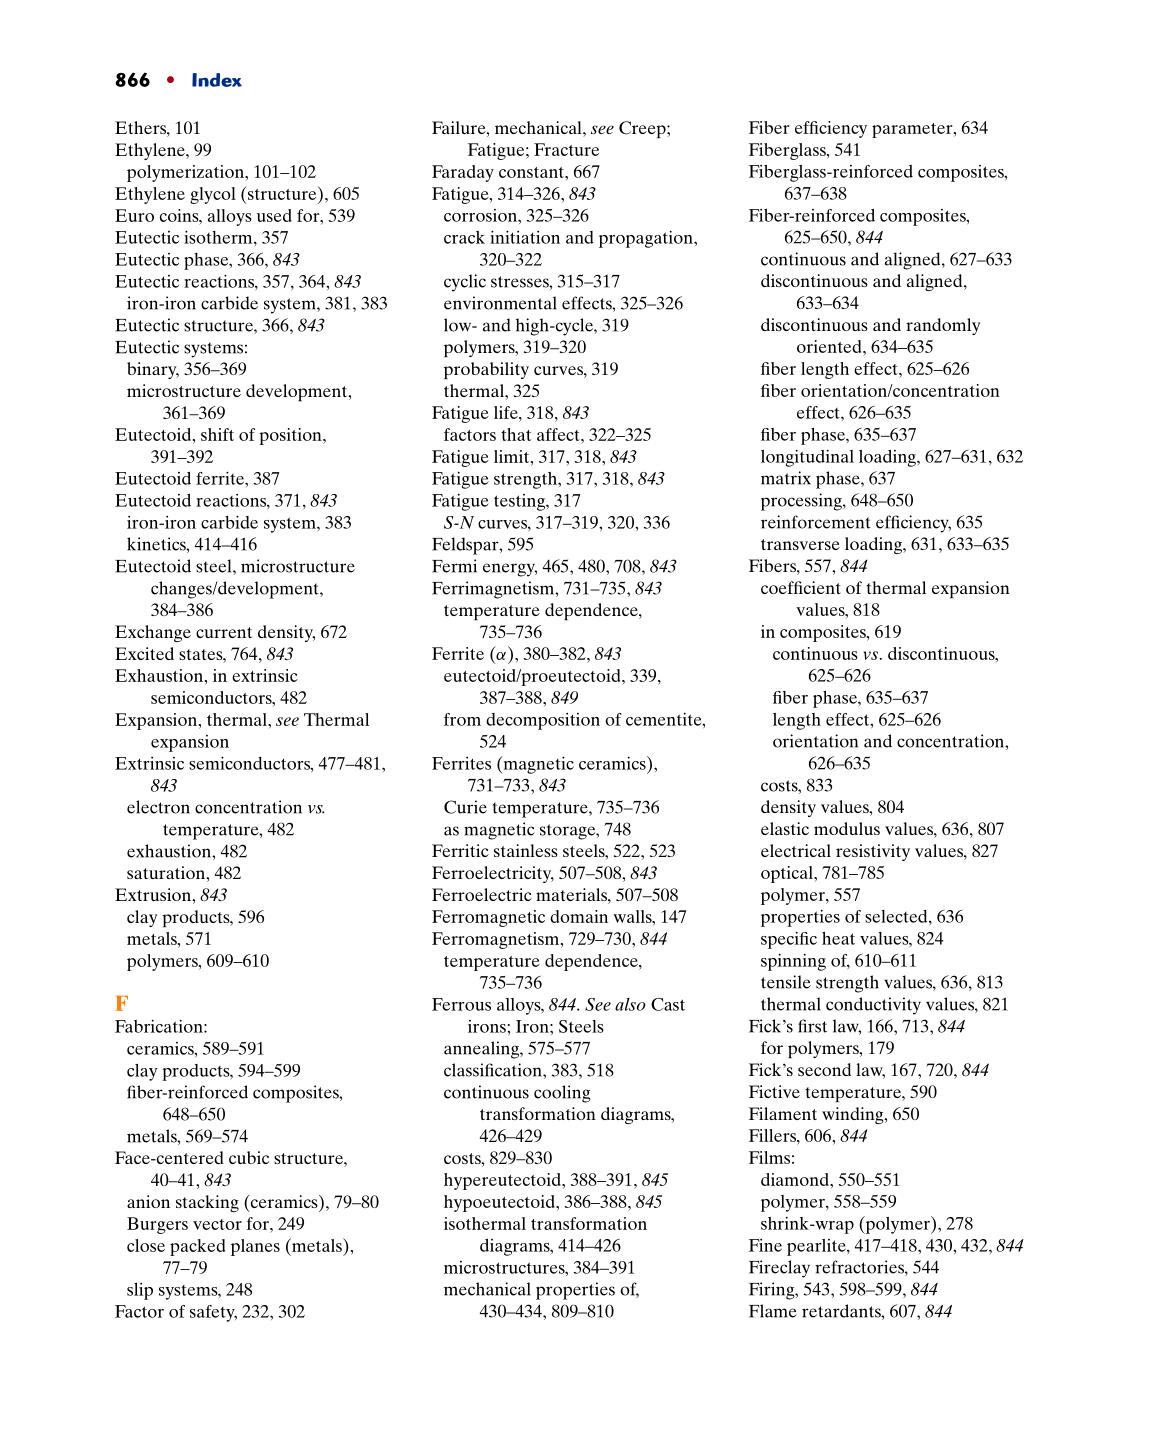 866 • Index
Ethers, 101
Ethylene, 99
polymerization, 101–102
Ethylene glycol (structure), 605
Euro coins, alloys used for, 539
Eutectic isotherm, 357
Eutectic phase, 366, 843
Eutectic reactions, 357, 364, 843
iron-iron carbide system, 381, 383
Eutectic structure, 366, 843
Eutectic systems:
binary, 356–369
microstructure development,
361–369
Eutectoid, shift of position,
391–392
Eutectoid ferrite, 387
Eutectoid reactions, 371, 843
iron-iron carbide system, 383
kinetics, 414–416
Eutectoid steel, microstructure
changes/development,
384–386
Exchange current density, 672
Excited states, 764, 843
Exhaustion, in extrinsic
semiconductors, 482
Expansion, thermal, see Thermal
expansion
Extrinsic semiconductors, 477–481,
843
electron concentration vs.
temperature, 482
exhaustion, 482
saturation, 482
Extrusion, 843
clay products, 596
metals, 571
polymers, 609–610
F
Fabrication:
ceramics, 589–591
clay products, 594–599
fiber-reinforced composites,
648–650
metals, 569–574
Face-centered cubic structure,
40–41, 843
anion stacking (ceramics), 79–80
Burgers vector for, 249
close packed planes (metals),
77–79
slip systems, 248
Factor of safety, 232, 302
Failure, mechanical, see Creep;
Fatigue; Fracture
Faraday constant, 667
Fatigue, 314–326, 843
corrosion, 325–326
crack initiation and propagation,
320–322
cyclic stresses, 315–317
environmental effects, 325–326
low- and high-cycle, 319
polymers, 319–320
probability curves, 319
thermal, 325
Fatigue life, 318, 843
factors that affect, 322–325
Fatigue limit, 317, 318, 843
Fatigue strength, 317, 318, 843
Fatigue testing, 317
S-N curves, 317–319, 320, 336
Feldspar, 595
Fermi energy, 465, 480, 708, 843
Ferrimagnetism, 731–735, 843
temperature dependence,
735–736
Ferrite (α), 380–382, 843
eutectoid/proeutectoid, 339,
387–388, 849
from decomposition of cementite,
524
Ferrites (magnetic ceramics),
731–733, 843
Curie temperature, 735–736
as magnetic storage, 748
Ferritic stainless steels, 522, 523
Ferroelectricity, 507–508, 843
Ferroelectric materials, 507–508
Ferromagnetic domain walls, 147
Ferromagnetism, 729–730, 844
temperature dependence,
735–736
Ferrous alloys, 844. See also Cast
irons; Iron; Steels
annealing, 575–577
classification, 383, 518
continuous cooling
transformation diagrams,
426–429
costs, 829–830
hypereutectoid, 388–391, 845
hypoeutectoid, 386–388, 845
isothermal transformation
diagrams, 414–426
microstructures, 384–391
mechanical properties of,
430–434, 809–810
Fiber efficiency parameter, 634
Fiberglass, 541
Fiberglass-reinforced composites,
637–638
Fiber-reinforced composites,
625–650, 844
continuous and aligned, 627–633
discontinuous and aligned,
633–634
discontinuous and randomly
oriented, 634–635
fiber length effect, 625–626
fiber orientation/concentration
effect, 626–635
fiber phase, 635–637
longitudinal loading, 627–631, 632
matrix phase, 637
processing, 648–650
reinforcement efficiency, 635
transverse loading, 631, 633–635
Fibers, 557, 844
coefficient of thermal expansion
values, 818
in composites, 619
continuous vs. discontinuous,
625–626
fiber phase, 635–637
length effect, 625–626
orientation and concentration,
626–635
costs, 833
density values, 804
elastic modulus values, 636, 807
electrical resistivity values, 827
optical, 781–785
polymer, 557
properties of selected, 636
specific heat values, 824
spinning of, 610–611
tensile strength values, 636, 813
thermal conductivity values, 821
Fick's first law, 166, 713, 844
for polymers, 179
Fick's second law, 167, 720, 844
Fictive temperature, 590
Filament winding, 650
Fillers, 606, 844
Films:
diamond, 550–551
polymer, 558–559
shrink-wrap (polymer), 278
Fine pearlite, 417–418, 430, 432, 844
Fireclay refractories, 544
Firing, 543, 598–599, 844
Flame retardants, 607, 844